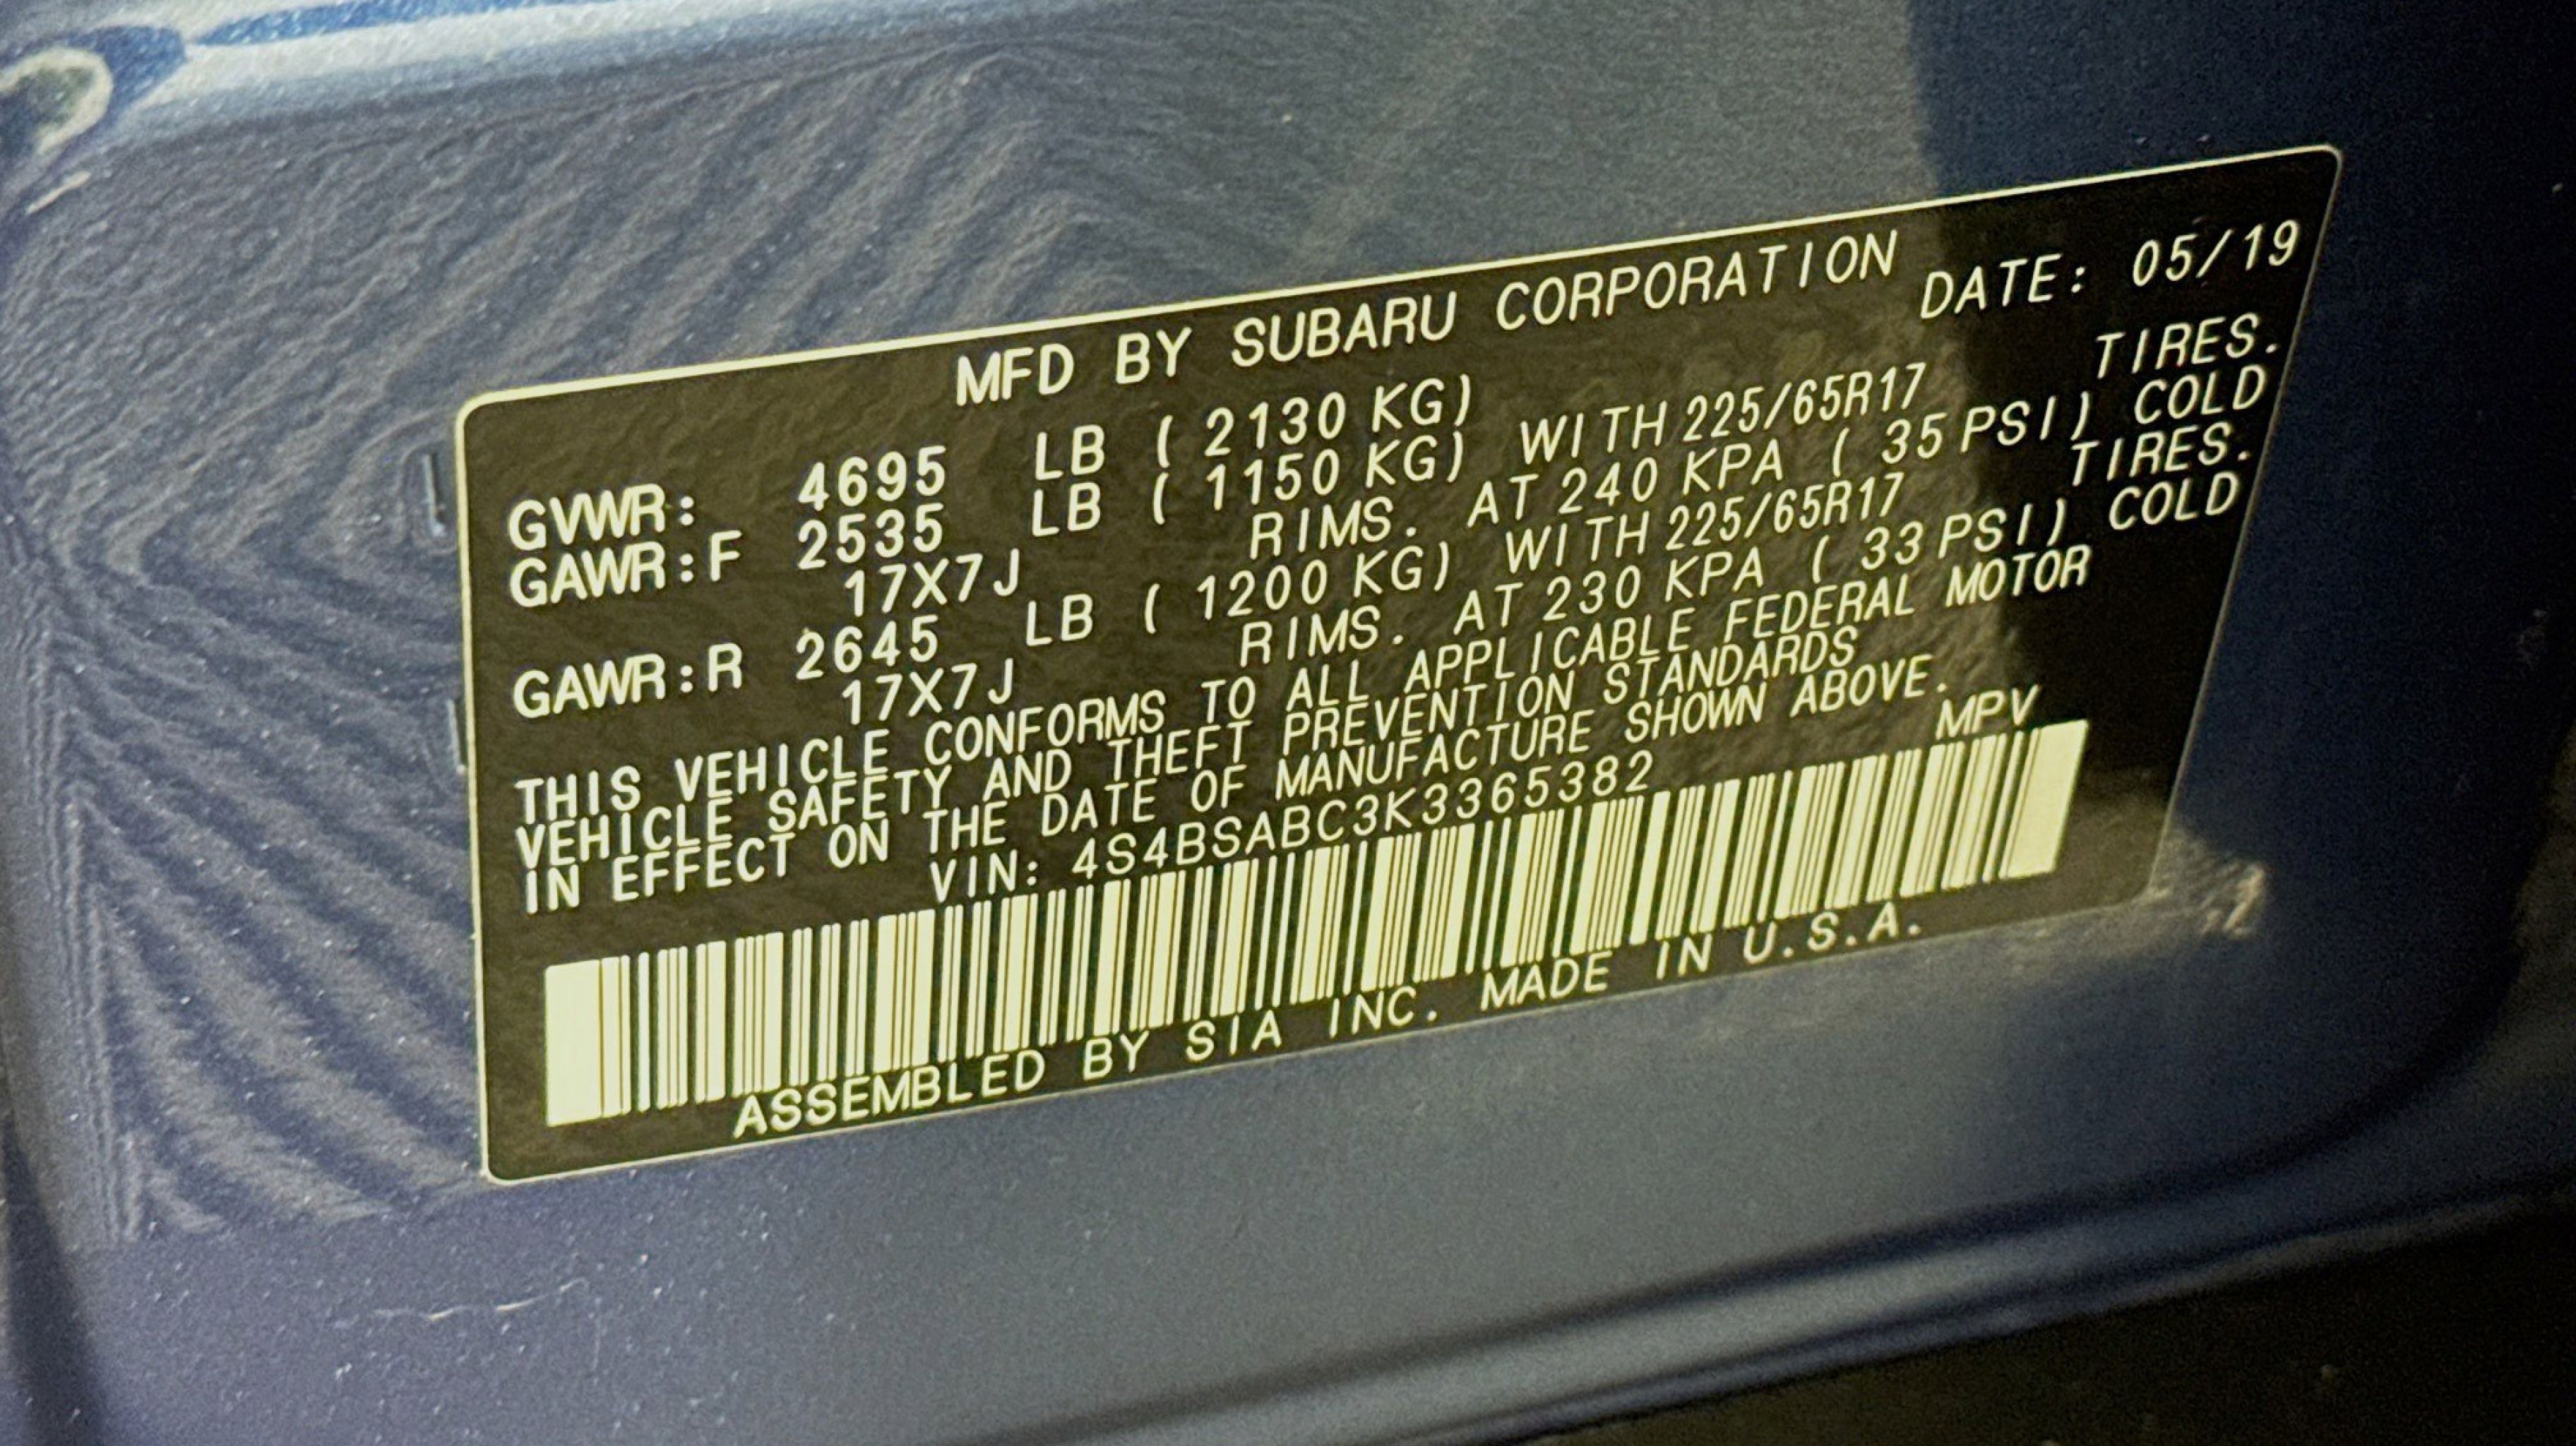 MFD BY SUBARU CORPORATION DATE: 05/19
GVWR: 4695 LB ( 2130 KG)
GAWR:F 2535 LB ( 1150 KG) WITH 225/65R17 TIRES.
17X7J RIMS. AT 240 KPA ( 35 PSI) COLD
GAWR:R 2645 LB ( 1200 KG) WITH 225/65R17 TIRES.
17X7J RIMS. AT 230 KPA ( 33 PSI) COLD
THIS VEHICLE CONFORMS TO ALL APPLICABLE FEDERAL MOTOR
VEHICLE SAFETY AND THEFT PREVENTION STANDARDS
IN EFFECT ON THE DATE OF MANUFACTURE SHOWN ABOVE.
VIN: 4S4BSABC3K3365382 MPV
ASSEMBLED BY SIA INC. MADE IN U.S.A.